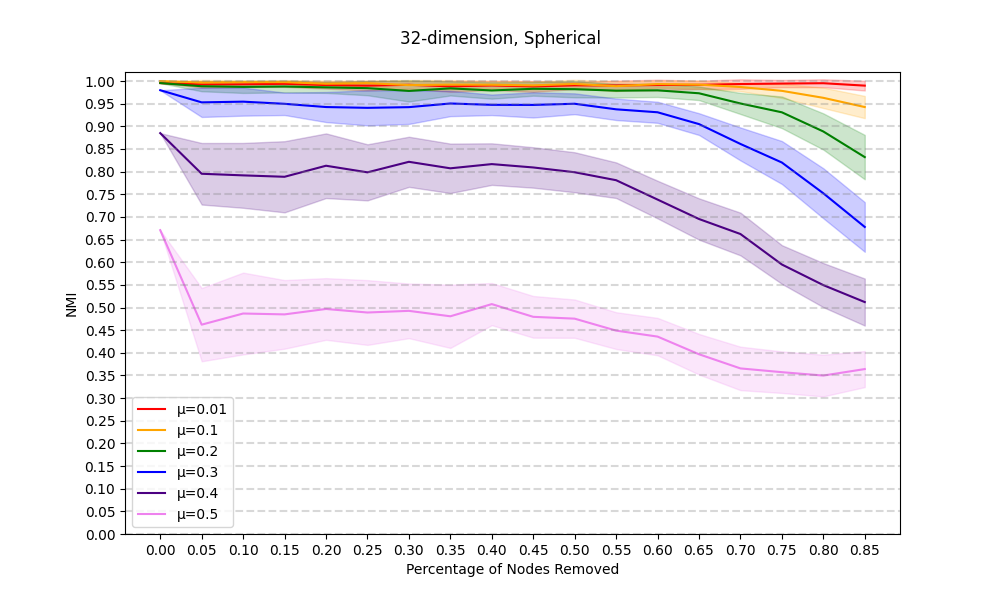 32-dimension, Spherical
1.00
0.95
0.90
0.85
0.80
0.75
0.70
0.65
0.60
0.55
0.50
0.45
0.40
0.35
0.30
0.25
0.20
0.15
0.10
0.05
0.00
NMI
μ=0.01
μ=0.1
μ=0.2
μ=0.3
μ=0.4
μ=0.5
0.00 0.05 0.10 0.15 0.20 0.25 0.30 0.35 0.40 0.45 0.50 0.55 0.60 0.65 0.70 0.75 0.80 0.85
Percentage of Nodes Removed